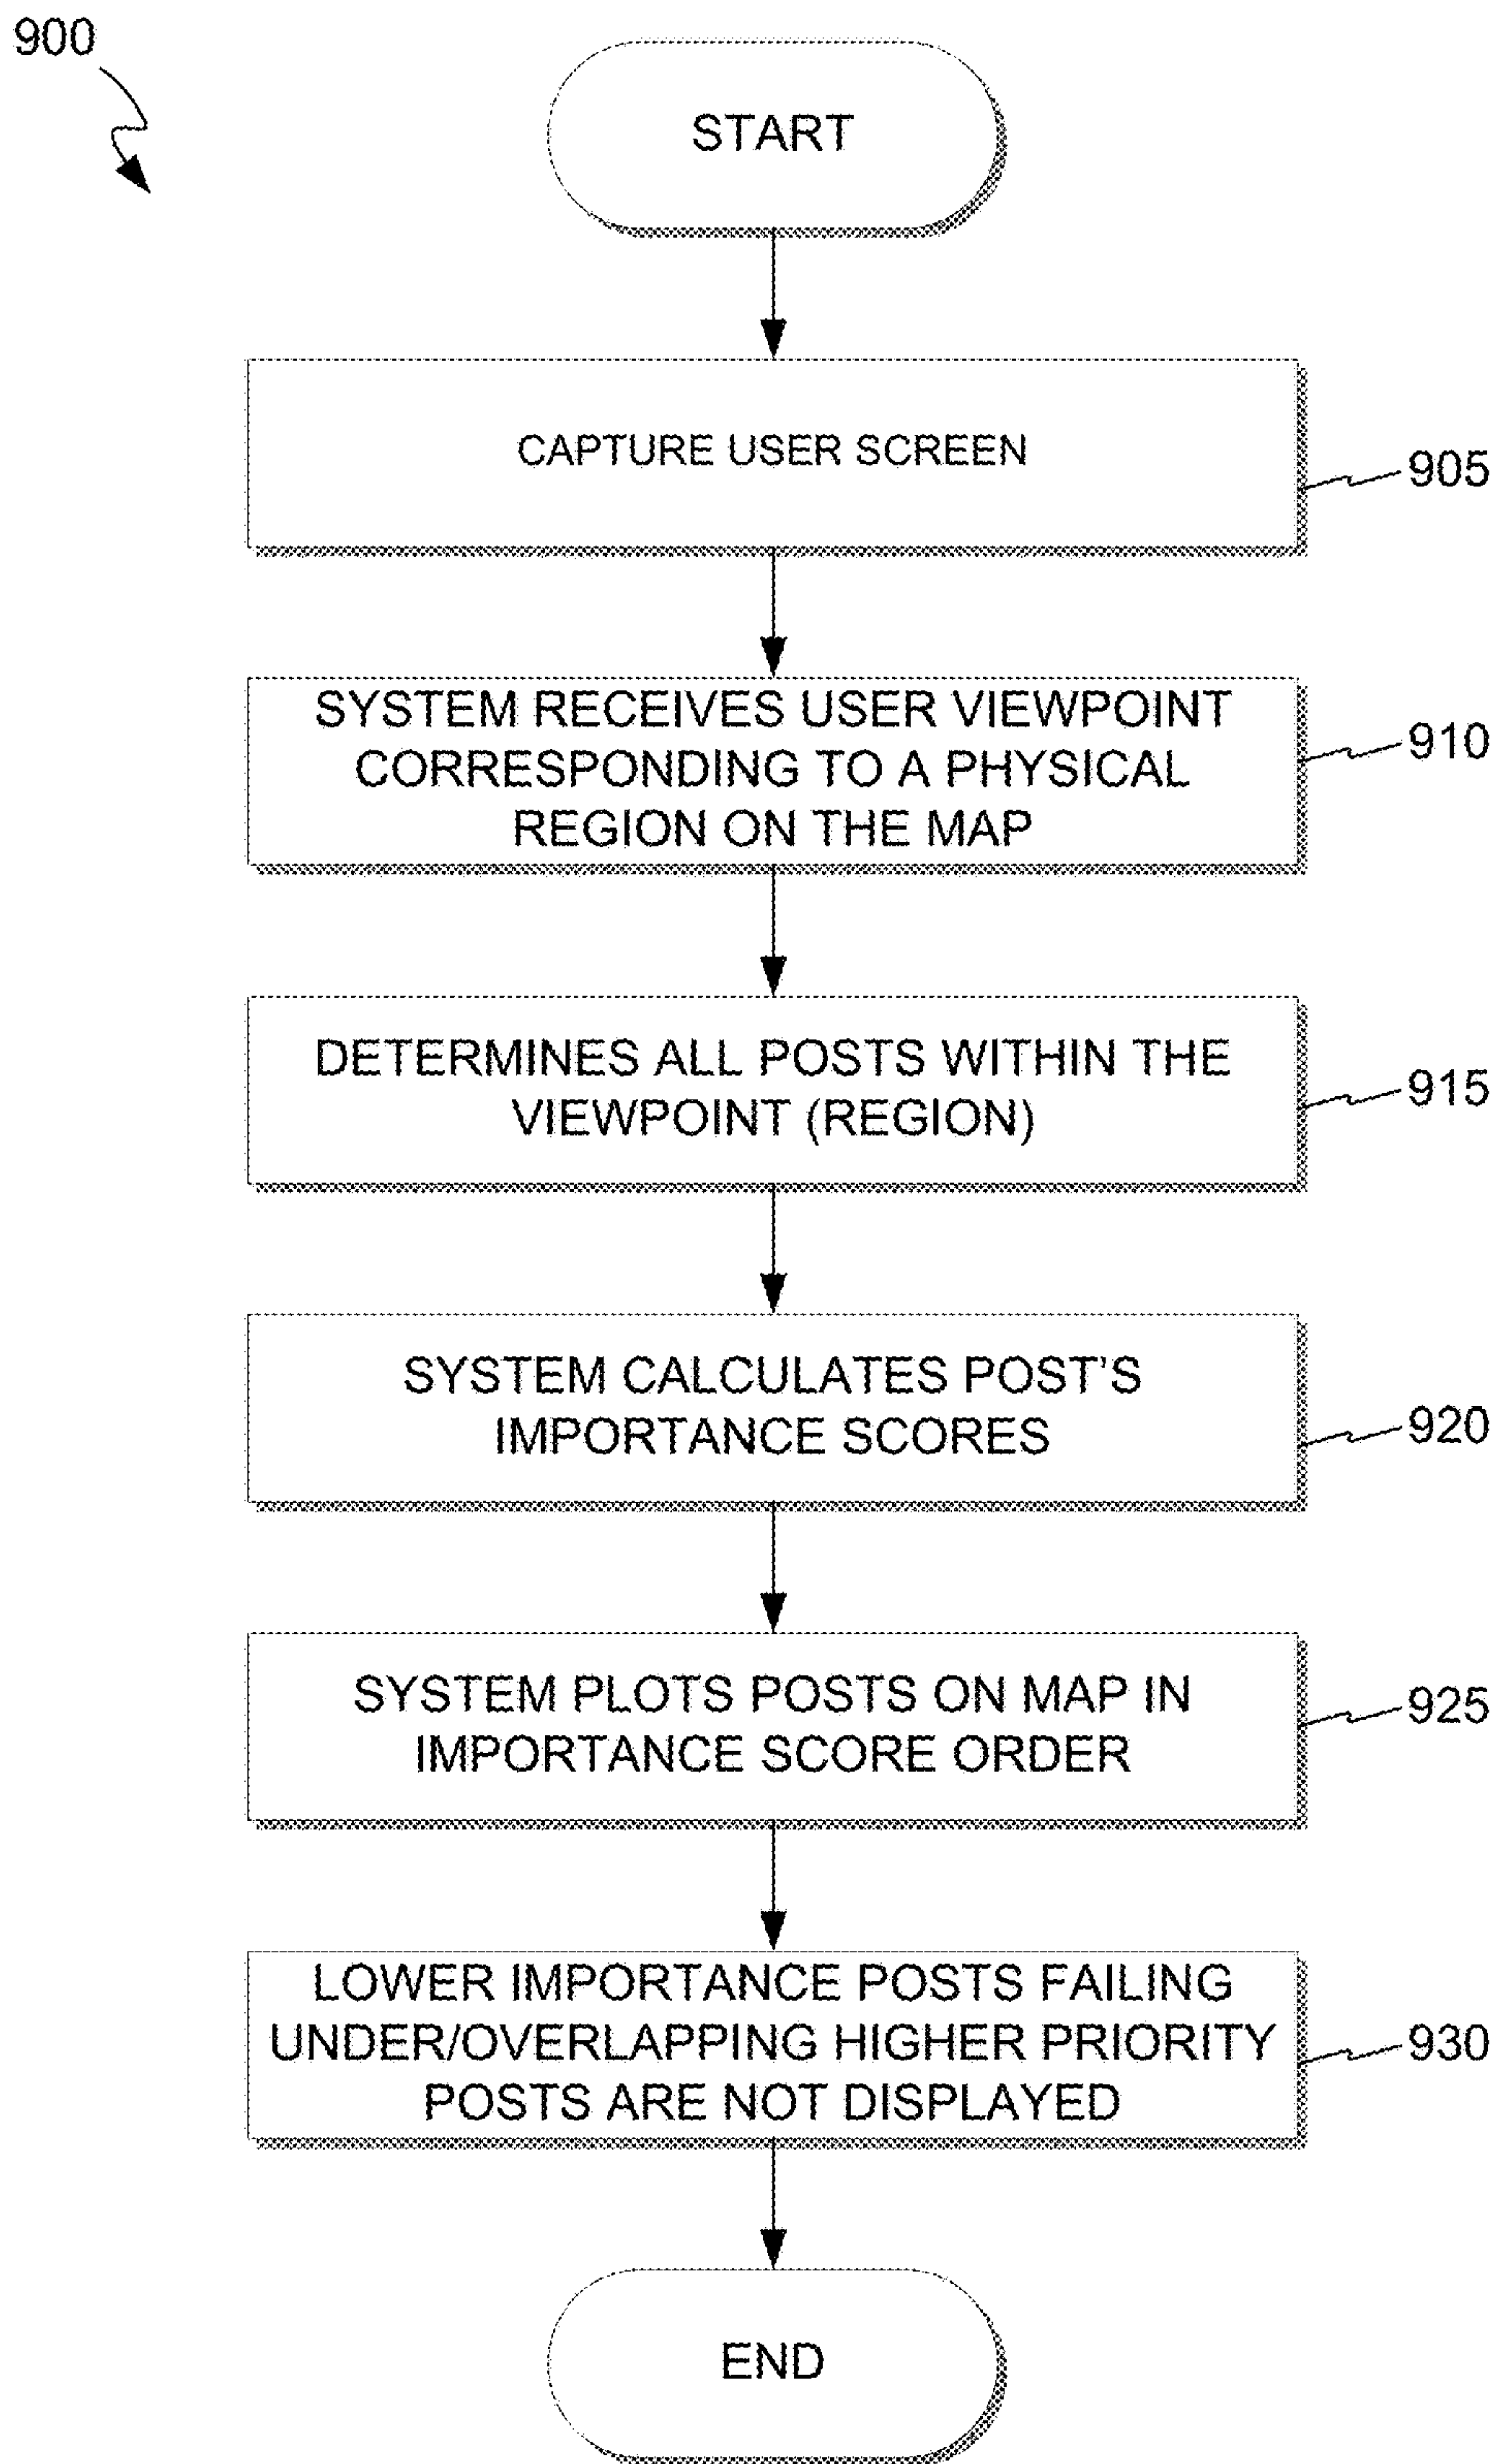 900
START
CAPTURE USER SCREEN
905
SYSTEM RECEIVES USER VIEWPOINT
CORRESPONDING TO A PHYSICAL
REGION ON THE MAP
910
DETERMINES ALL POSTS WITHIN THE
VIEWPOINT (REGION)
915
SYSTEM CALCULATES POST'S
IMPORTANCE SCORES
920
SYSTEM PLOTS POSTS ON MAP IN
IMPORTANCE SCORE ORDER
925
LOWER IMPORTANCE POSTS FAILING
UNDER/OVERLAPPING HIGHER PRIORITY
POSTS ARE NOT DISPLAYED
930
END